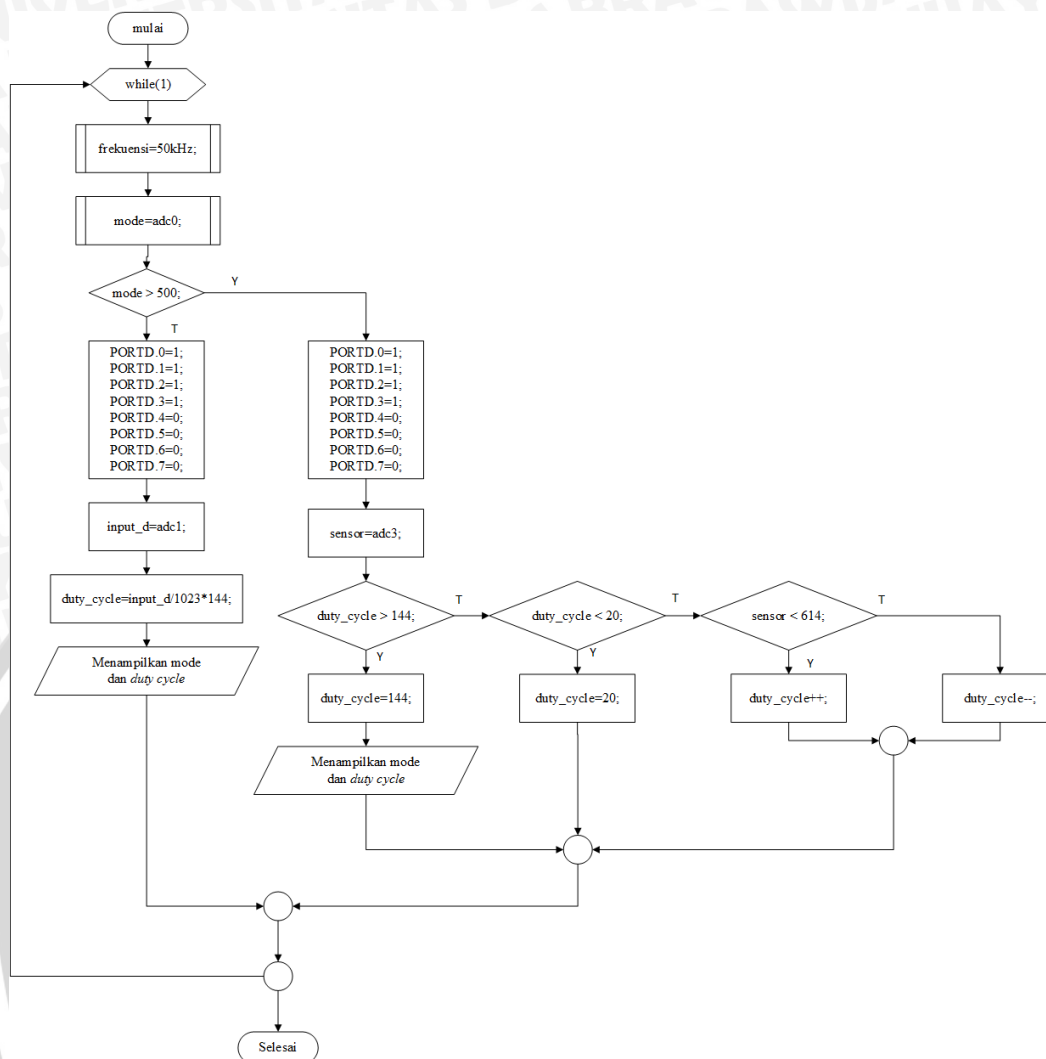 mulai
while(1)
frekuensi=50kHz;
mode=adc0;
mode > 500;
Y
T
PORTD.0=1;
PORTD.1=1;
PORTD.2=1;
PORTD.3=1;
PORTD.4=0;
PORTD.5=0;
PORTD.6=0;
PORTD.7=0;
input_d=adc1;
duty_cycle=input_d/1023*144;
Menampilkan mode
dan duty cycle
PORTD.0=1;
PORTD.1=1;
PORTD.2=1;
PORTD.3=1;
PORTD.4=0;
PORTD.5=0;
PORTD.6=0;
PORTD.7=0;
sensor=adc3;
duty_cycle > 144;
T
Y
duty_cycle=144;
Menampilkan mode
dan duty cycle
duty_cycle < 20;
T
Y
duty_cycle=20;
sensor < 614;
T
Y
duty_cycle++;
duty_cycle--;
Selesai